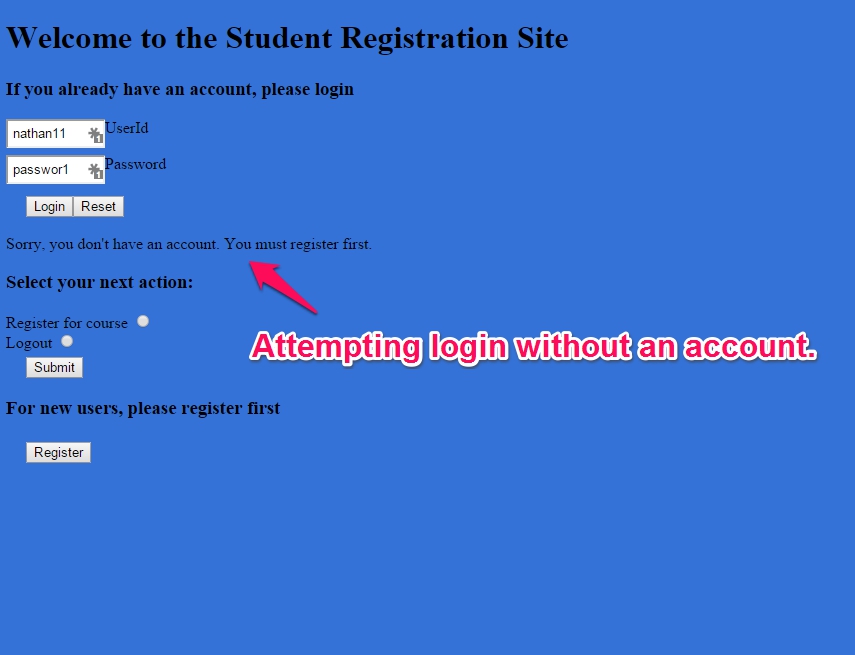 Welcome to the Student Registration Site
If you already have an account, please login
nathan11 UserId
passwor1 Password
Login Reset
Sorry, you don't have an account. You must register first.
Select your next action:
Register for course
Attempting login without an account.
Logout
Submit
For new users, please register first
Register